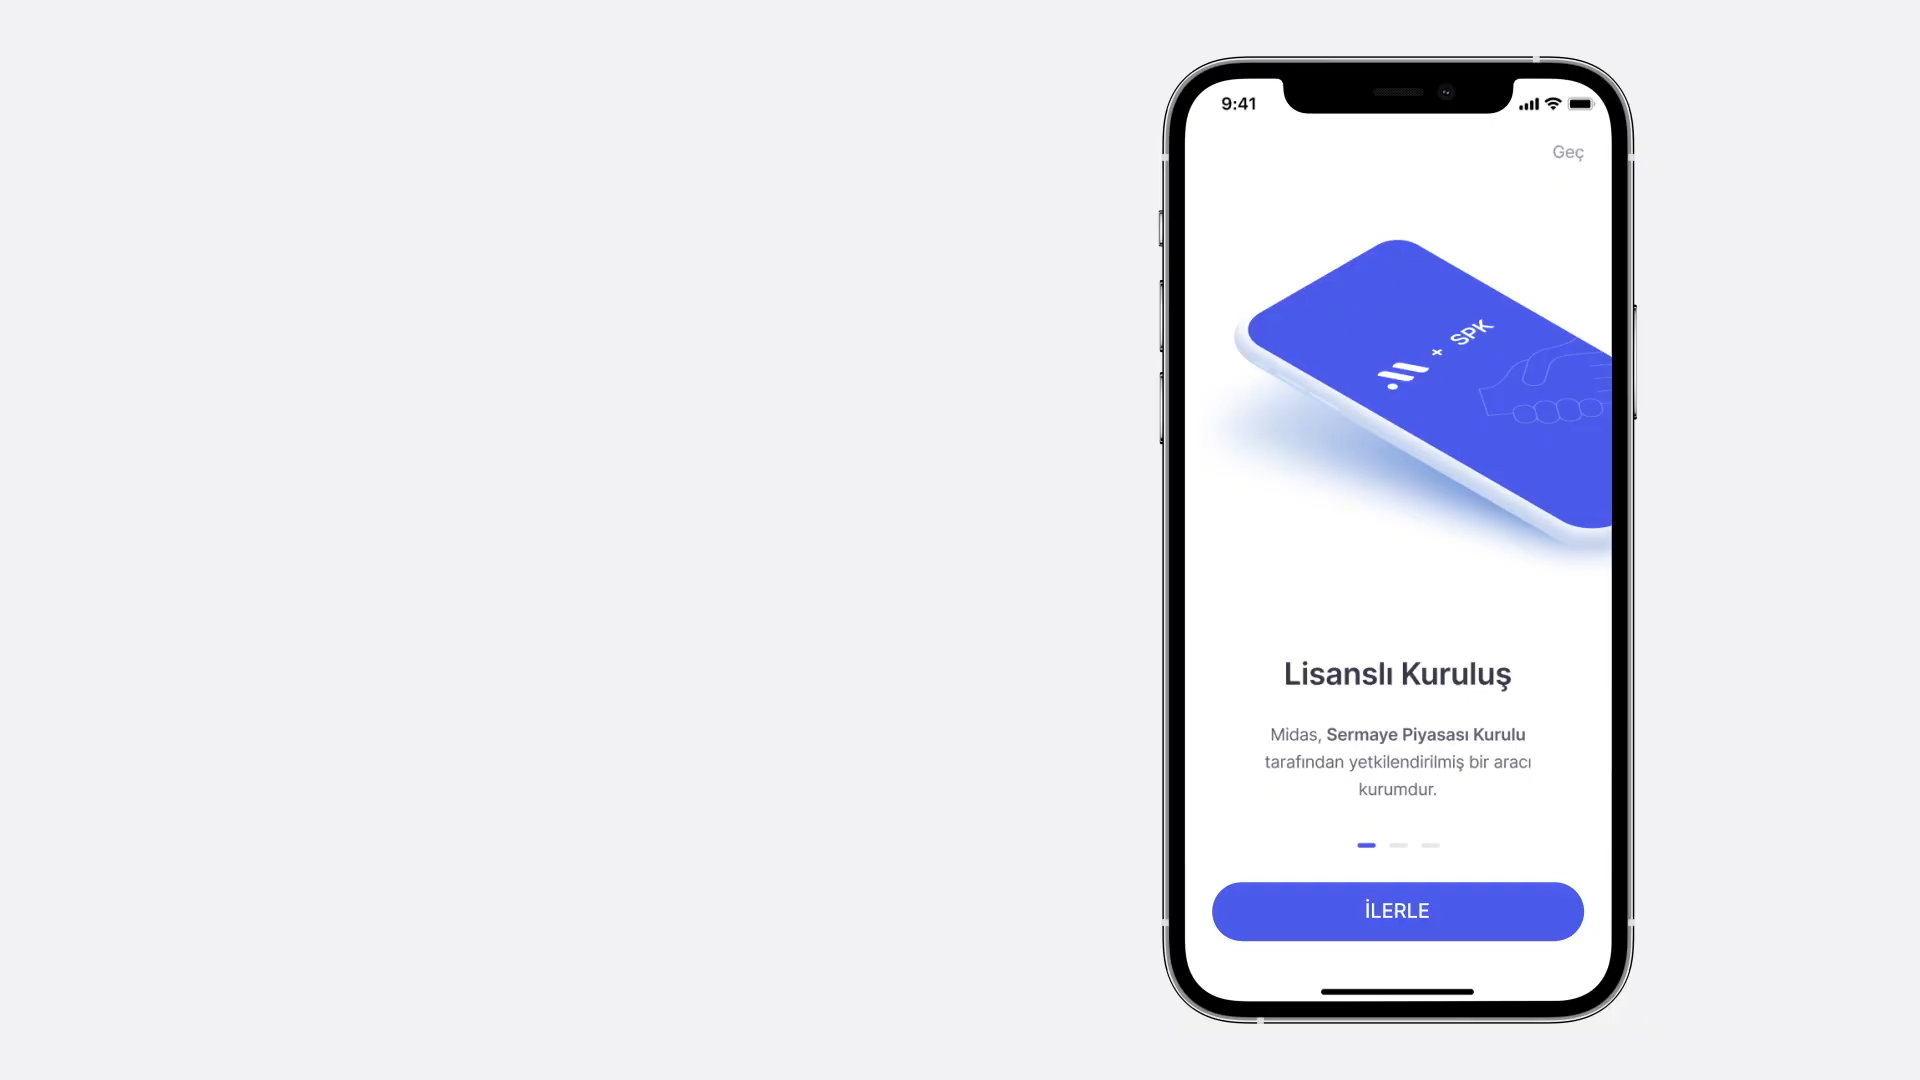 9:41
Geç
+ SPK
Lisanslı Kuruluş
Midas, Sermaye Piyasası Kurulu
tarafından yetkilendirilmiş bir aracı
kurumdur.
İLERLE